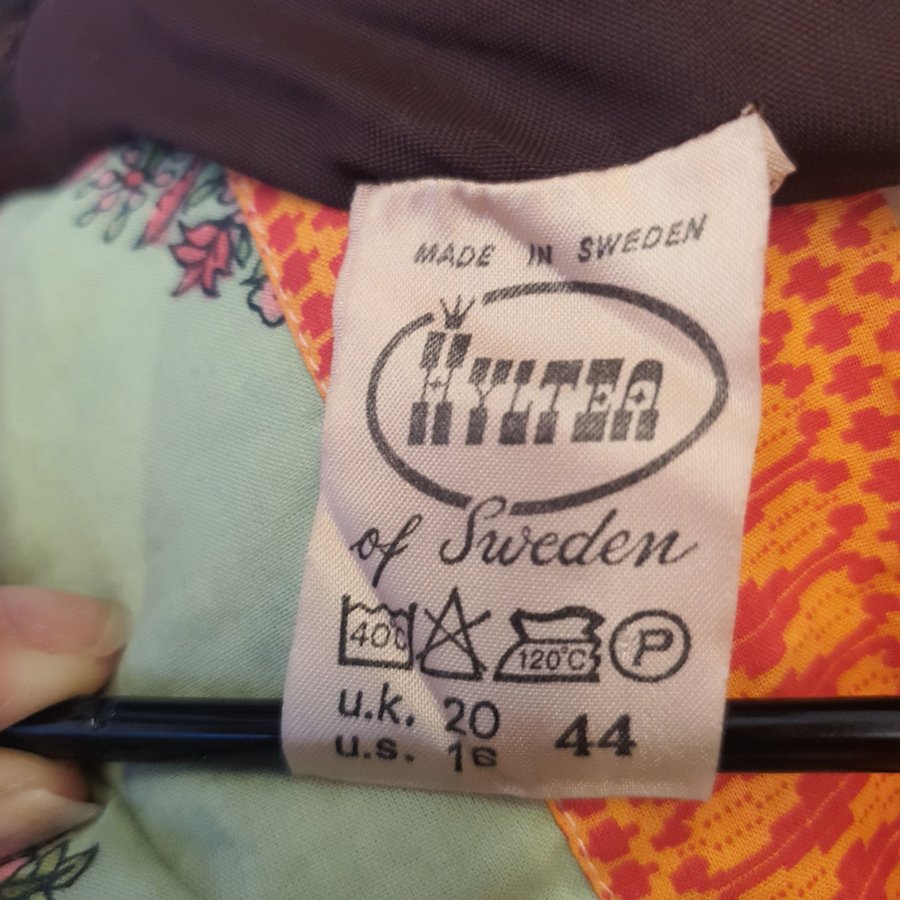 MADE IN SWEDEN
HYLTEA
of Sweden
40°C 120°C P
u.k. 20
u.s. 16 44